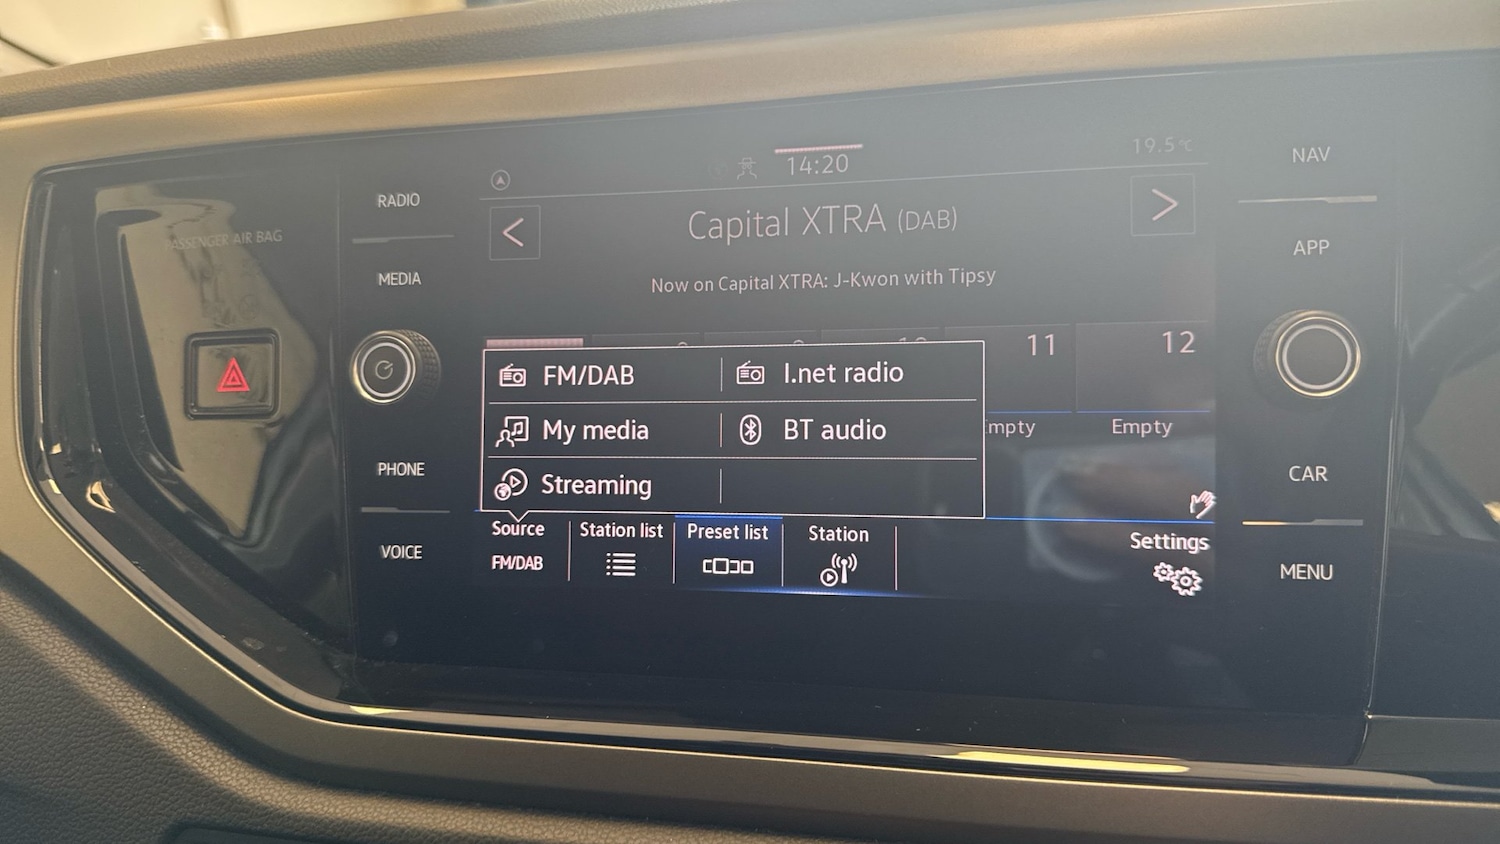 RADIO
MEDIA
PHONE
VOICE
PASSENGER AIR BAG
14:20
19.5°C
Capital XTRA (DAB)
Now on Capital XTRA: J-Kwon with Tipsy
11
12
Empty
FM/DAB
I.net radio
My media
BT audio
Streaming
Source
FM/DAB
Station list
Preset list
Station
Settings
NAV
APP
CAR
MENU